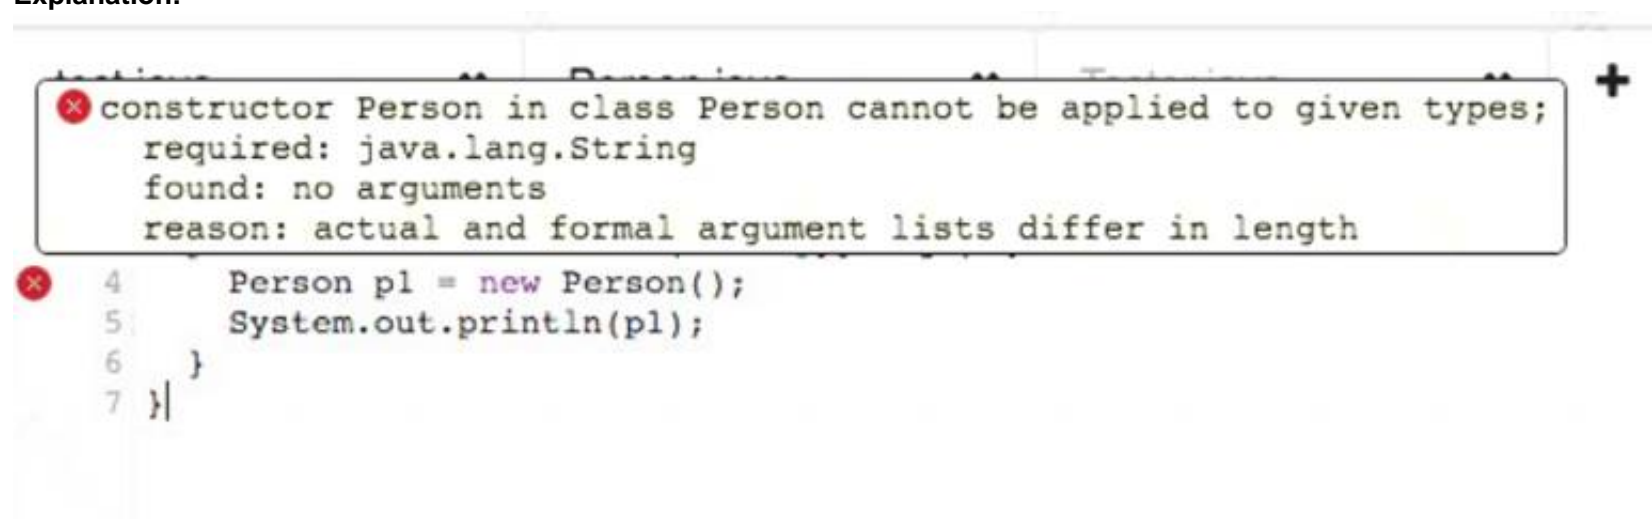 Explanation:
constructor Person in class Person cannot be applied to given types;
required: java.lang.String
found: no arguments
reason: actual and formal argument lists differ in length
4 Person p1 = new Person();
5 System.out.println(p1);
6 }
7 }